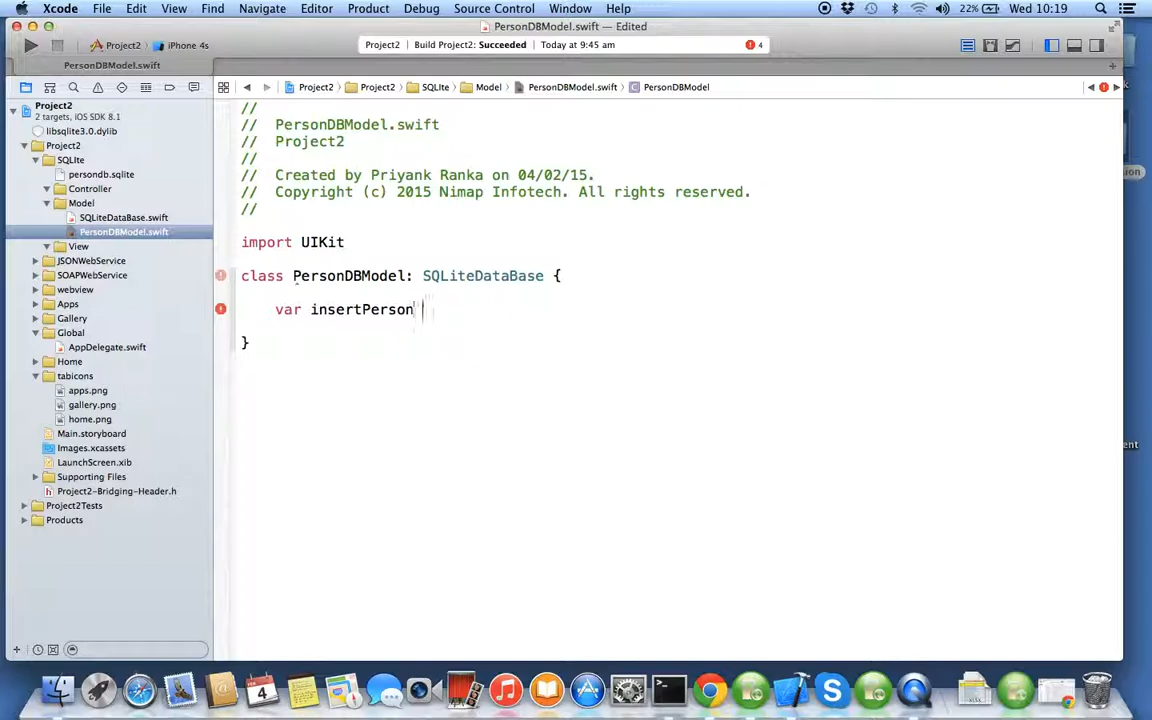 Xcode File Edit View Find Navigate Editor Product Debug Source Control Window Help 22% Wed 10:19
PersonDBModel.swift — Edited
Project2 iPhone 4s
Project2 Build Project2: Succeeded Today at 9:45 am 4
PersonDBModel.swift
Project2 Project2 SQLIte Model PersonDBModel.swift C PersonDBModel
Project2
2 targets, iOS SDK 8.1
libsqlite3.0.dylib
Project2
SQLIte
persondb.sqlite
Controller
Model
SQLiteDataBase.swift
PersonDBModel.swift
View
JSONWebService
SOAPWebService
webview
Apps
Gallery
Global
AppDelegate.swift
Home
tabicons
apps.png
gallery.png
home.png
Main.storyboard
Images.xcassets
LaunchScreen.xib
Supporting Files
h Project2-Bridging-Header.h
Project2Tests
Products
//
// PersonDBModel.swift
// Project2
//
// Created by Priyank Ranka on 04/02/15.
// Copyright (c) 2015 Nimap Infotech. All rights reserved.
//
import UIKit
class PersonDBModel: SQLiteDataBase {
var insertPerson
}
ion
ent
4